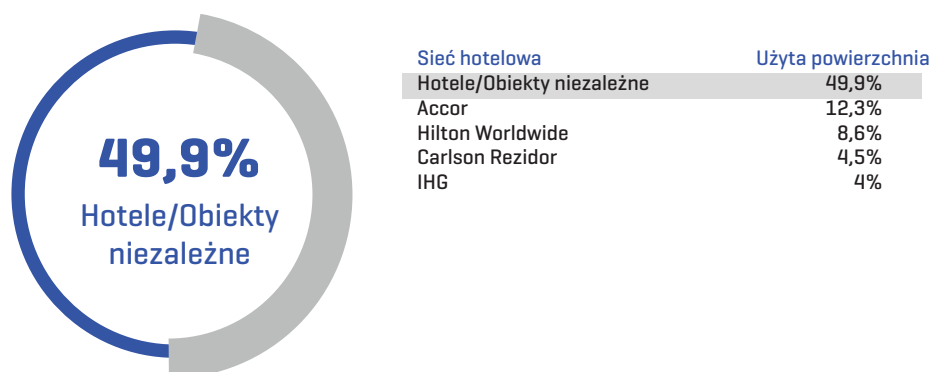 49,9%
Hotele/Obiekty
niezależne
Sieć hotelowa Użyta powierzchnia
Hotele/Obiekty niezależne 49,9%
Accor 12,3%
Hilton Worldwide 8,6%
Carlson Rezidor 4,5%
IHG 4%